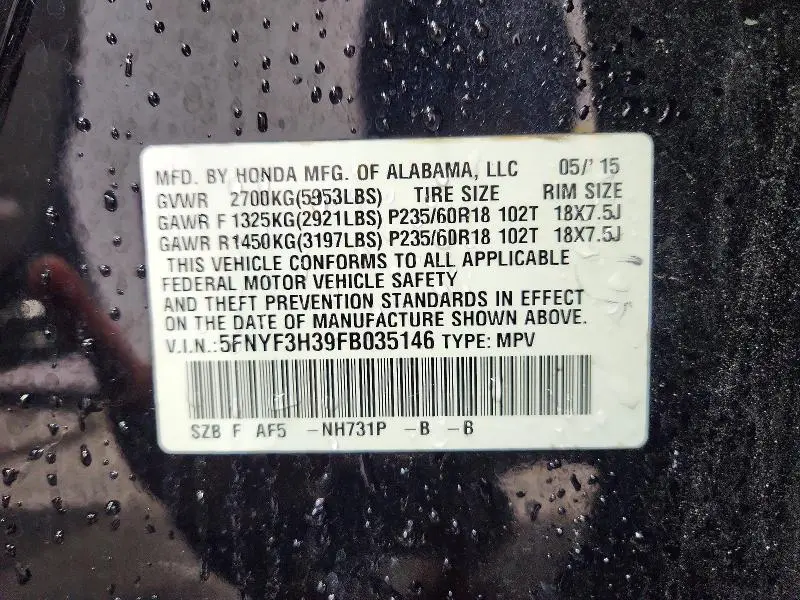 MFD. BY HONDA MFG. OF ALABAMA, LLC 05/'15
GVWR 2700KG(5953LBS) TIRE SIZE RIM SIZE
GAWR F 1325KG(2921LBS) P235/60R18 102T 18X7.5J
GAWR R1450KG(3197LBS) P235/60R18 102T 18X7.5J
THIS VEHICLE CONFORMS TO ALL APPLICABLE
FEDERAL MOTOR VEHICLE SAFETY
AND THEFT PREVENTION STANDARDS IN EFFECT
ON THE DATE OF MANUFACTURE SHOWN ABOVE.
V.I.N.:5FNYF3H39FB035146 TYPE: MPV
SZB F AF5 -NH731P -B -B